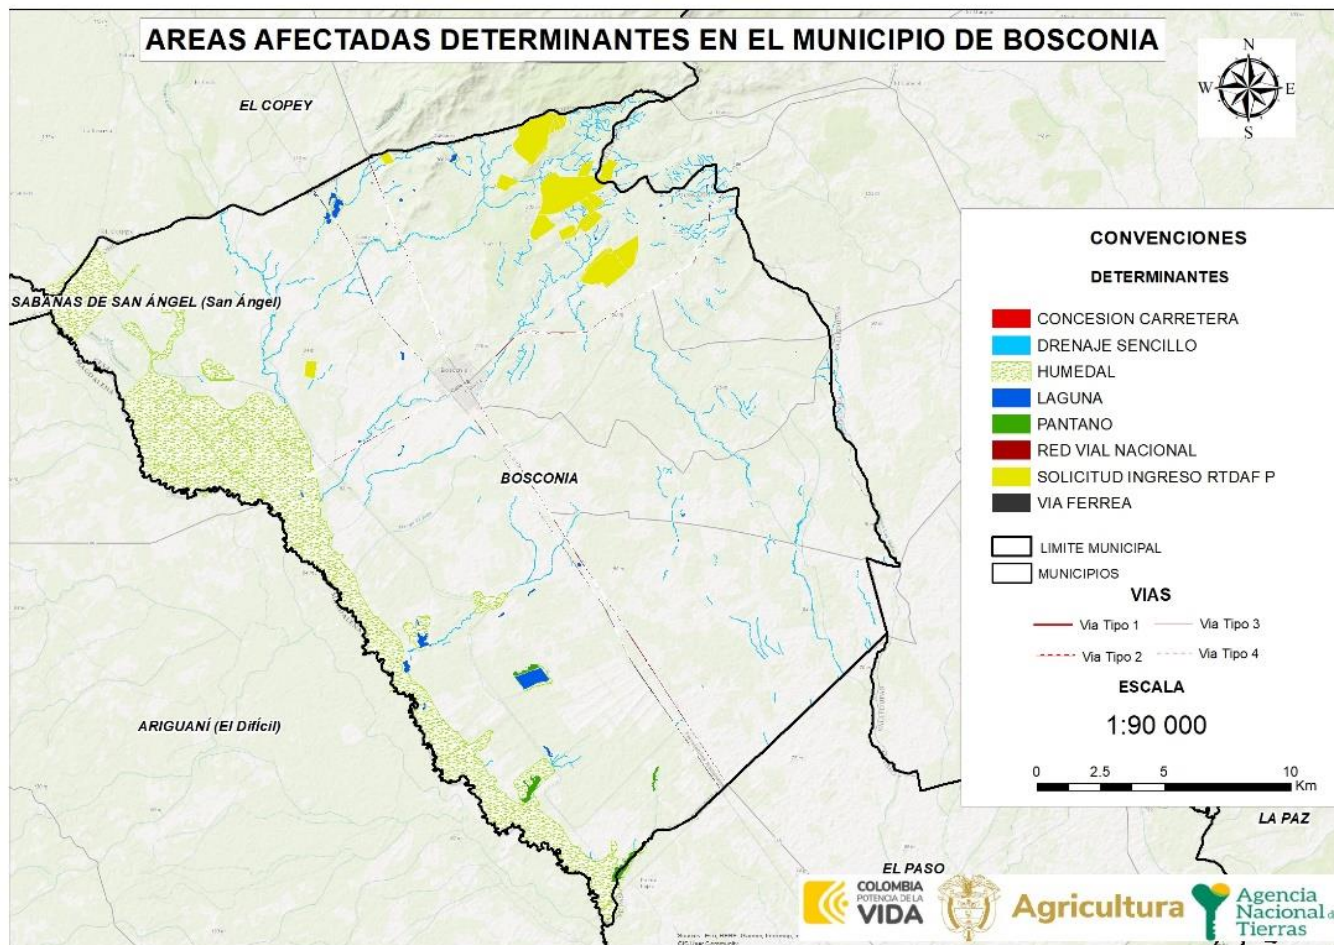 AREAS AFECTADAS DETERMINANTES EN EL MUNICIPIO DE BOSCONIA
N
W E
S
EL COPEY
SABANAS DE SAN ÁNGEL (San Ángel)
Bosconia
BOSCONIA
ARIGUANÍ (El Difícil)
EL PASO
LA PAZ
CONVENCIONES
DETERMINANTES
CONCESION CARRETERA
DRENAJE SENCILLO
HUMEDAL
LAGUNA
PANTANO
RED VIAL NACIONAL
SOLICITUD INGRESO RTDAF P
VIA FERREA
LIMITE MUNICIPAL
MUNICIPIOS
VIAS
Via Tipo 1 Via Tipo 3
Via Tipo 2 Via Tipo 4
ESCALA
1:90 000
0 2.5 5 10
Km
COLOMBIA
POTENCIA DE LA
VIDA
Agricultura
Agencia
Nacional d
Tierras